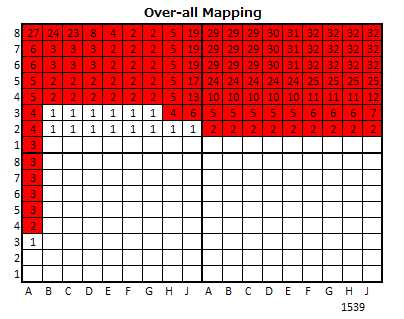 Over-all Mapping
8 27 24 23 8 4 2 2 5 19 29 29 29 30 31 32 32 32 32
7 6 3 3 2 2 2 2 5 19 29 29 29 30 31 32 32 32 32
6 6 3 3 2 2 2 2 5 19 29 29 29 30 31 32 32 32 32
5 5 2 2 2 2 2 2 5 17 24 24 24 24 24 25 25 25 25
4 5 2 2 2 2 2 2 5 13 10 10 10 10 10 11 11 11 12
3 4 1 1 1 1 1 1 4 6 5 5 5 5 5 6 6 6 7
2 4 1 1 1 1 1 1 1 1 2 2 2 2 2 2 2 2 2
1 3
8 3
7 3
6 3
5 3
4 2
3 1
2
1
A B C D E F G H J A B C D E F G H J
1539